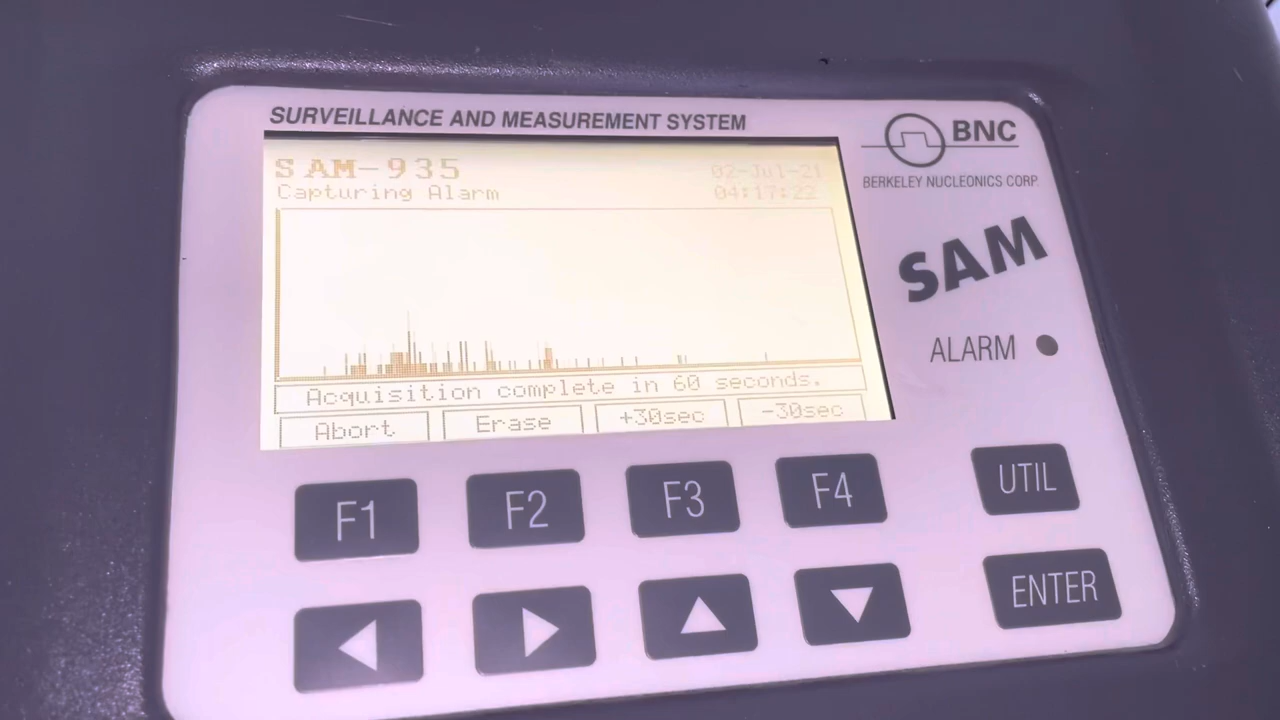 SURVEILLANCE AND MEASUREMENT SYSTEM
BNC
BERKELEY NUCLEONICS CORP.
SAM-935
02-Jul-21
Capturing Alarm
04:17:22
SAM
ALARM
Acquisition complete in 60 seconds.
Abort
Erase
+30sec
-30sec
F1
F2
F3
F4
UTIL
ENTER